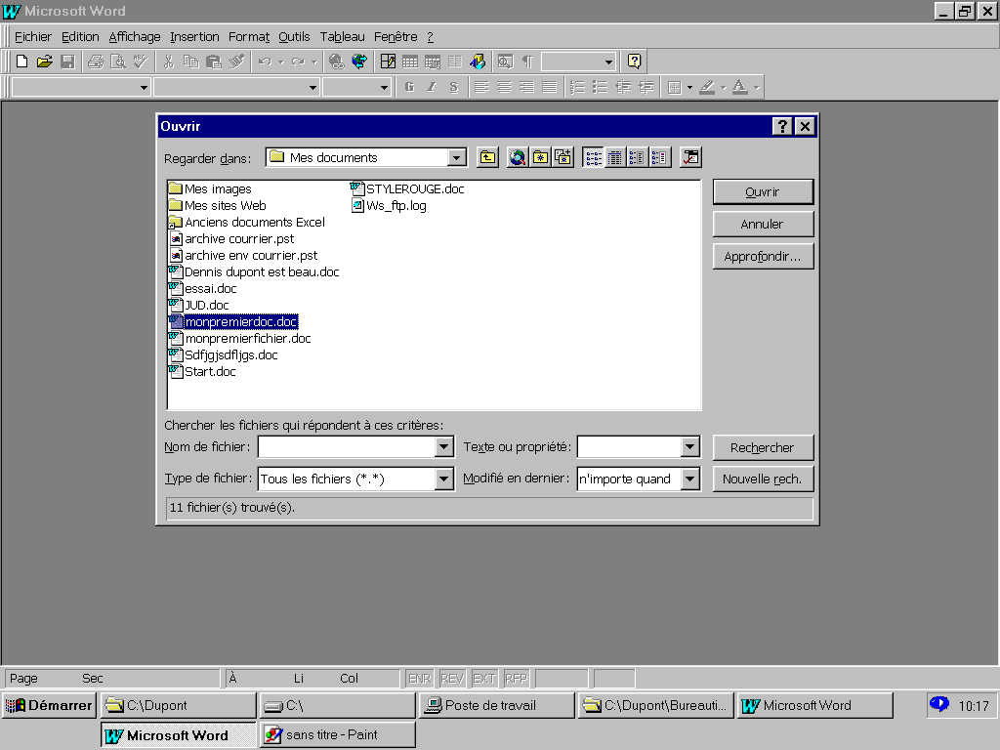 Microsoft Word
Fichier Edition Affichage Insertion Format Outils Tableau Fenêtre ?
G I S
Ouvrir
Regarder dans: Mes documents
Mes images
Mes sites Web
Anciens documents Excel
archive courrier.pst
archive env courrier.pst
Dennis dupont est beau.doc
essai.doc
JUD.doc
monpremierdoc.doc
monpremierfichier.doc
Sdfjgjsdfljgs.doc
Start.doc
STYLEROUGE.doc
Ws_ftp.log
Ouvrir
Annuler
Approfondir...
Chercher les fichiers qui répondent à ces critères:
Nom de fichier: Texte ou propriété: Rechercher
Type de fichier: Tous les fichiers (*.*) Modifié en dernier: n'importe quand Nouvelle rech.
11 fichier(s) trouvé(s).
Page Sec À Li Col ENR REV EXT RFP
Démarrer C:\Dupont C:\ Poste de travail C:\Dupont\Bureauti... Microsoft Word 10:17
Microsoft Word sans titre - Paint